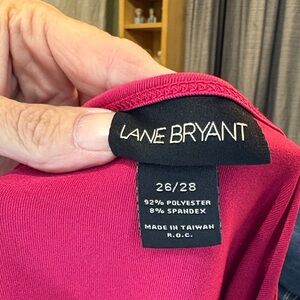 LANE BRYANT
26/28
92% POLYESTER
8% SPANDEX
MADE IN TAIWAN
R.O.C.